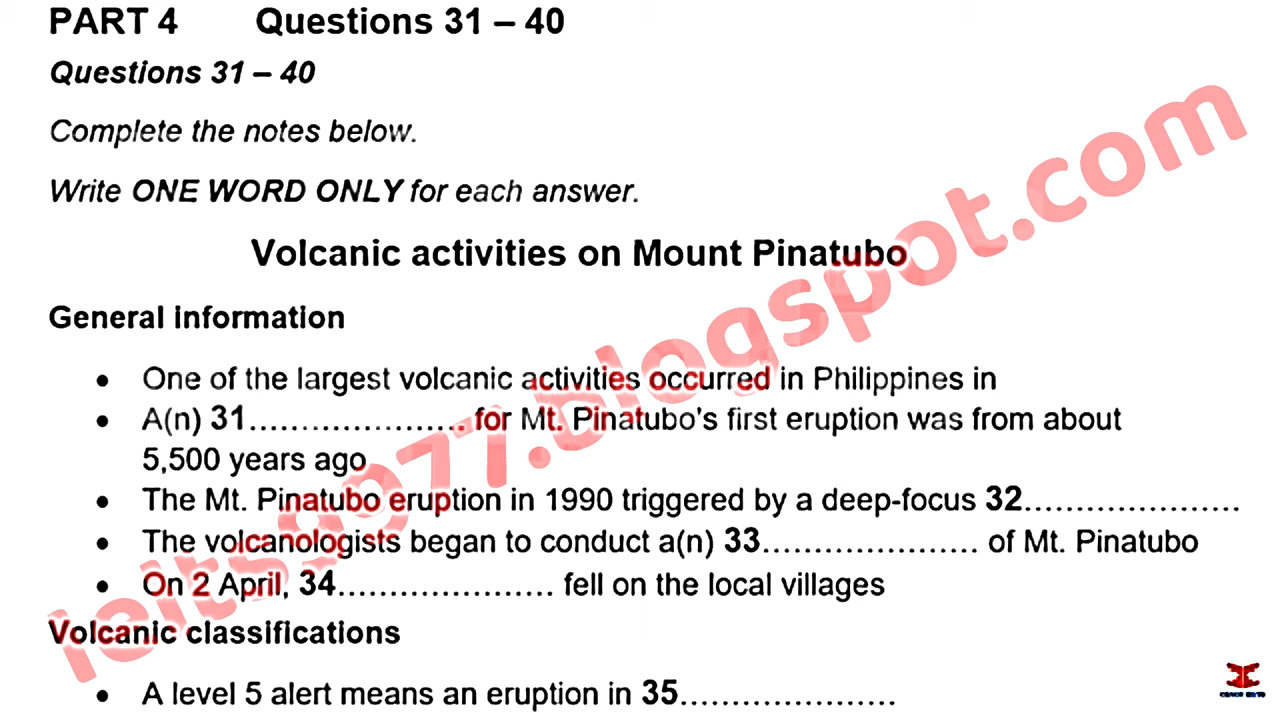 PART 4 Questions 31 – 40
Questions 31 – 40
Complete the notes below.
Write ONE WORD ONLY for each answer.
Volcanic activities on Mount Pinatubo
General information
• One of the largest volcanic activities occurred in Philippines in
• A(n) 31..................... for Mt. Pinatubo's first eruption was from about
5,500 years ago
• The Mt. Pinatubo eruption in 1990 triggered by a deep-focus 32.....................
• The volcanologists began to conduct a(n) 33..................... of Mt. Pinatubo
• On 2 April, 34..................... fell on the local villages
Volcanic classifications
• A level 5 alert means an eruption in 35.....................
ielts9977.blogspot.com